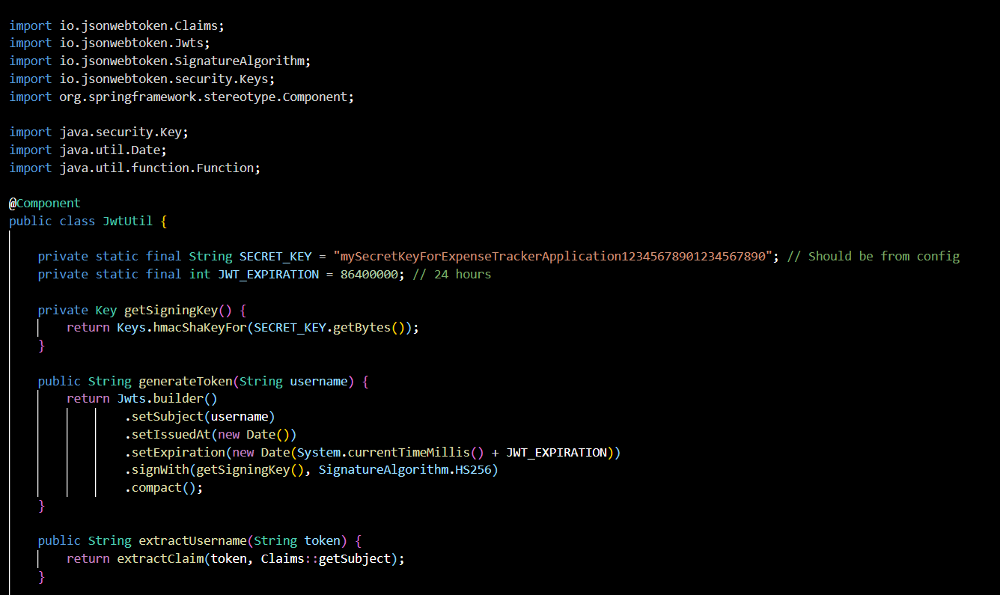 import io.jsonwebtoken.Claims;
import io.jsonwebtoken.Jwts;
import io.jsonwebtoken.SignatureAlgorithm;
import io.jsonwebtoken.security.Keys;
import org.springframework.stereotype.Component;

import java.security.Key;
import java.util.Date;
import java.util.function.Function;

@Component
public class JwtUtil {

    private static final String SECRET_KEY = "mySecretKeyForExpenseTrackerApplication12345678901234567890"; // Should be from config
    private static final int JWT_EXPIRATION = 86400000; // 24 hours

    private Key getSigningKey() {
        return Keys.hmacShaKeyFor(SECRET_KEY.getBytes());
    }

    public String generateToken(String username) {
        return Jwts.builder()
                .setSubject(username)
                .setIssuedAt(new Date())
                .setExpiration(new Date(System.currentTimeMillis() + JWT_EXPIRATION))
                .signWith(getSigningKey(), SignatureAlgorithm.HS256)
                .compact();
    }

    public String extractUsername(String token) {
        return extractClaim(token, Claims::getSubject);
    }